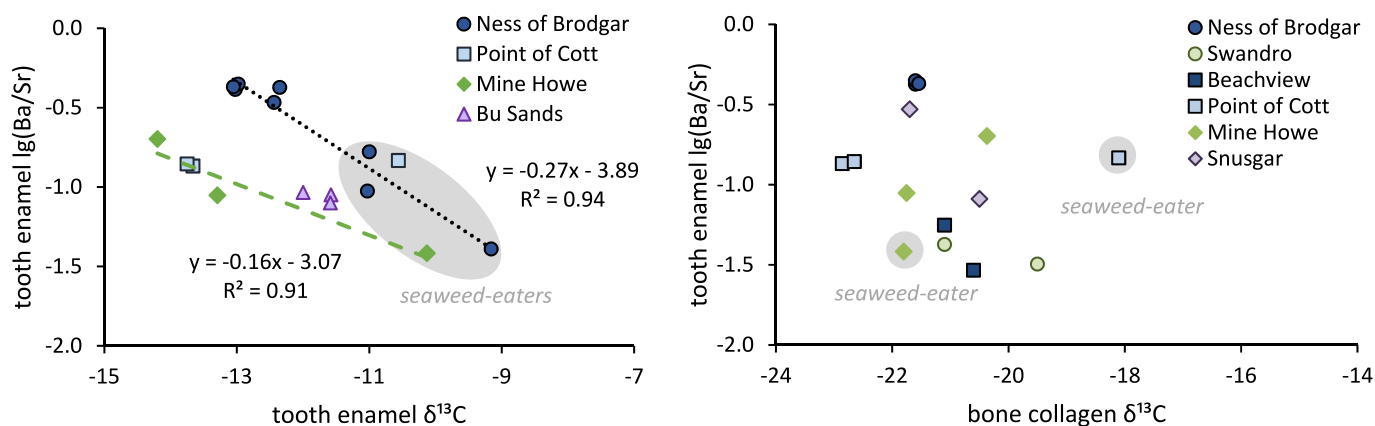 0.0
-0.5
-1.0
-1.5
-2.0
-15
-13
-11
-9
-7
tooth enamel lg(Ba/Sr)
tooth enamel δ¹³C
Ness of Brodgar
Point of Cott
Mine Howe
Bu Sands
y = -0.27x - 3.89
R² = 0.94
y = -0.16x - 3.07
R² = 0.91
seaweed-eaters
0.0
-0.5
-1.0
-1.5
-2.0
-24
-22
-20
-18
-16
-14
tooth enamel lg(Ba/Sr)
bone collagen δ¹³C
Ness of Brodgar
Swandro
Beachview
Point of Cott
Mine Howe
Snusgar
seaweed-eater
seaweed-eater